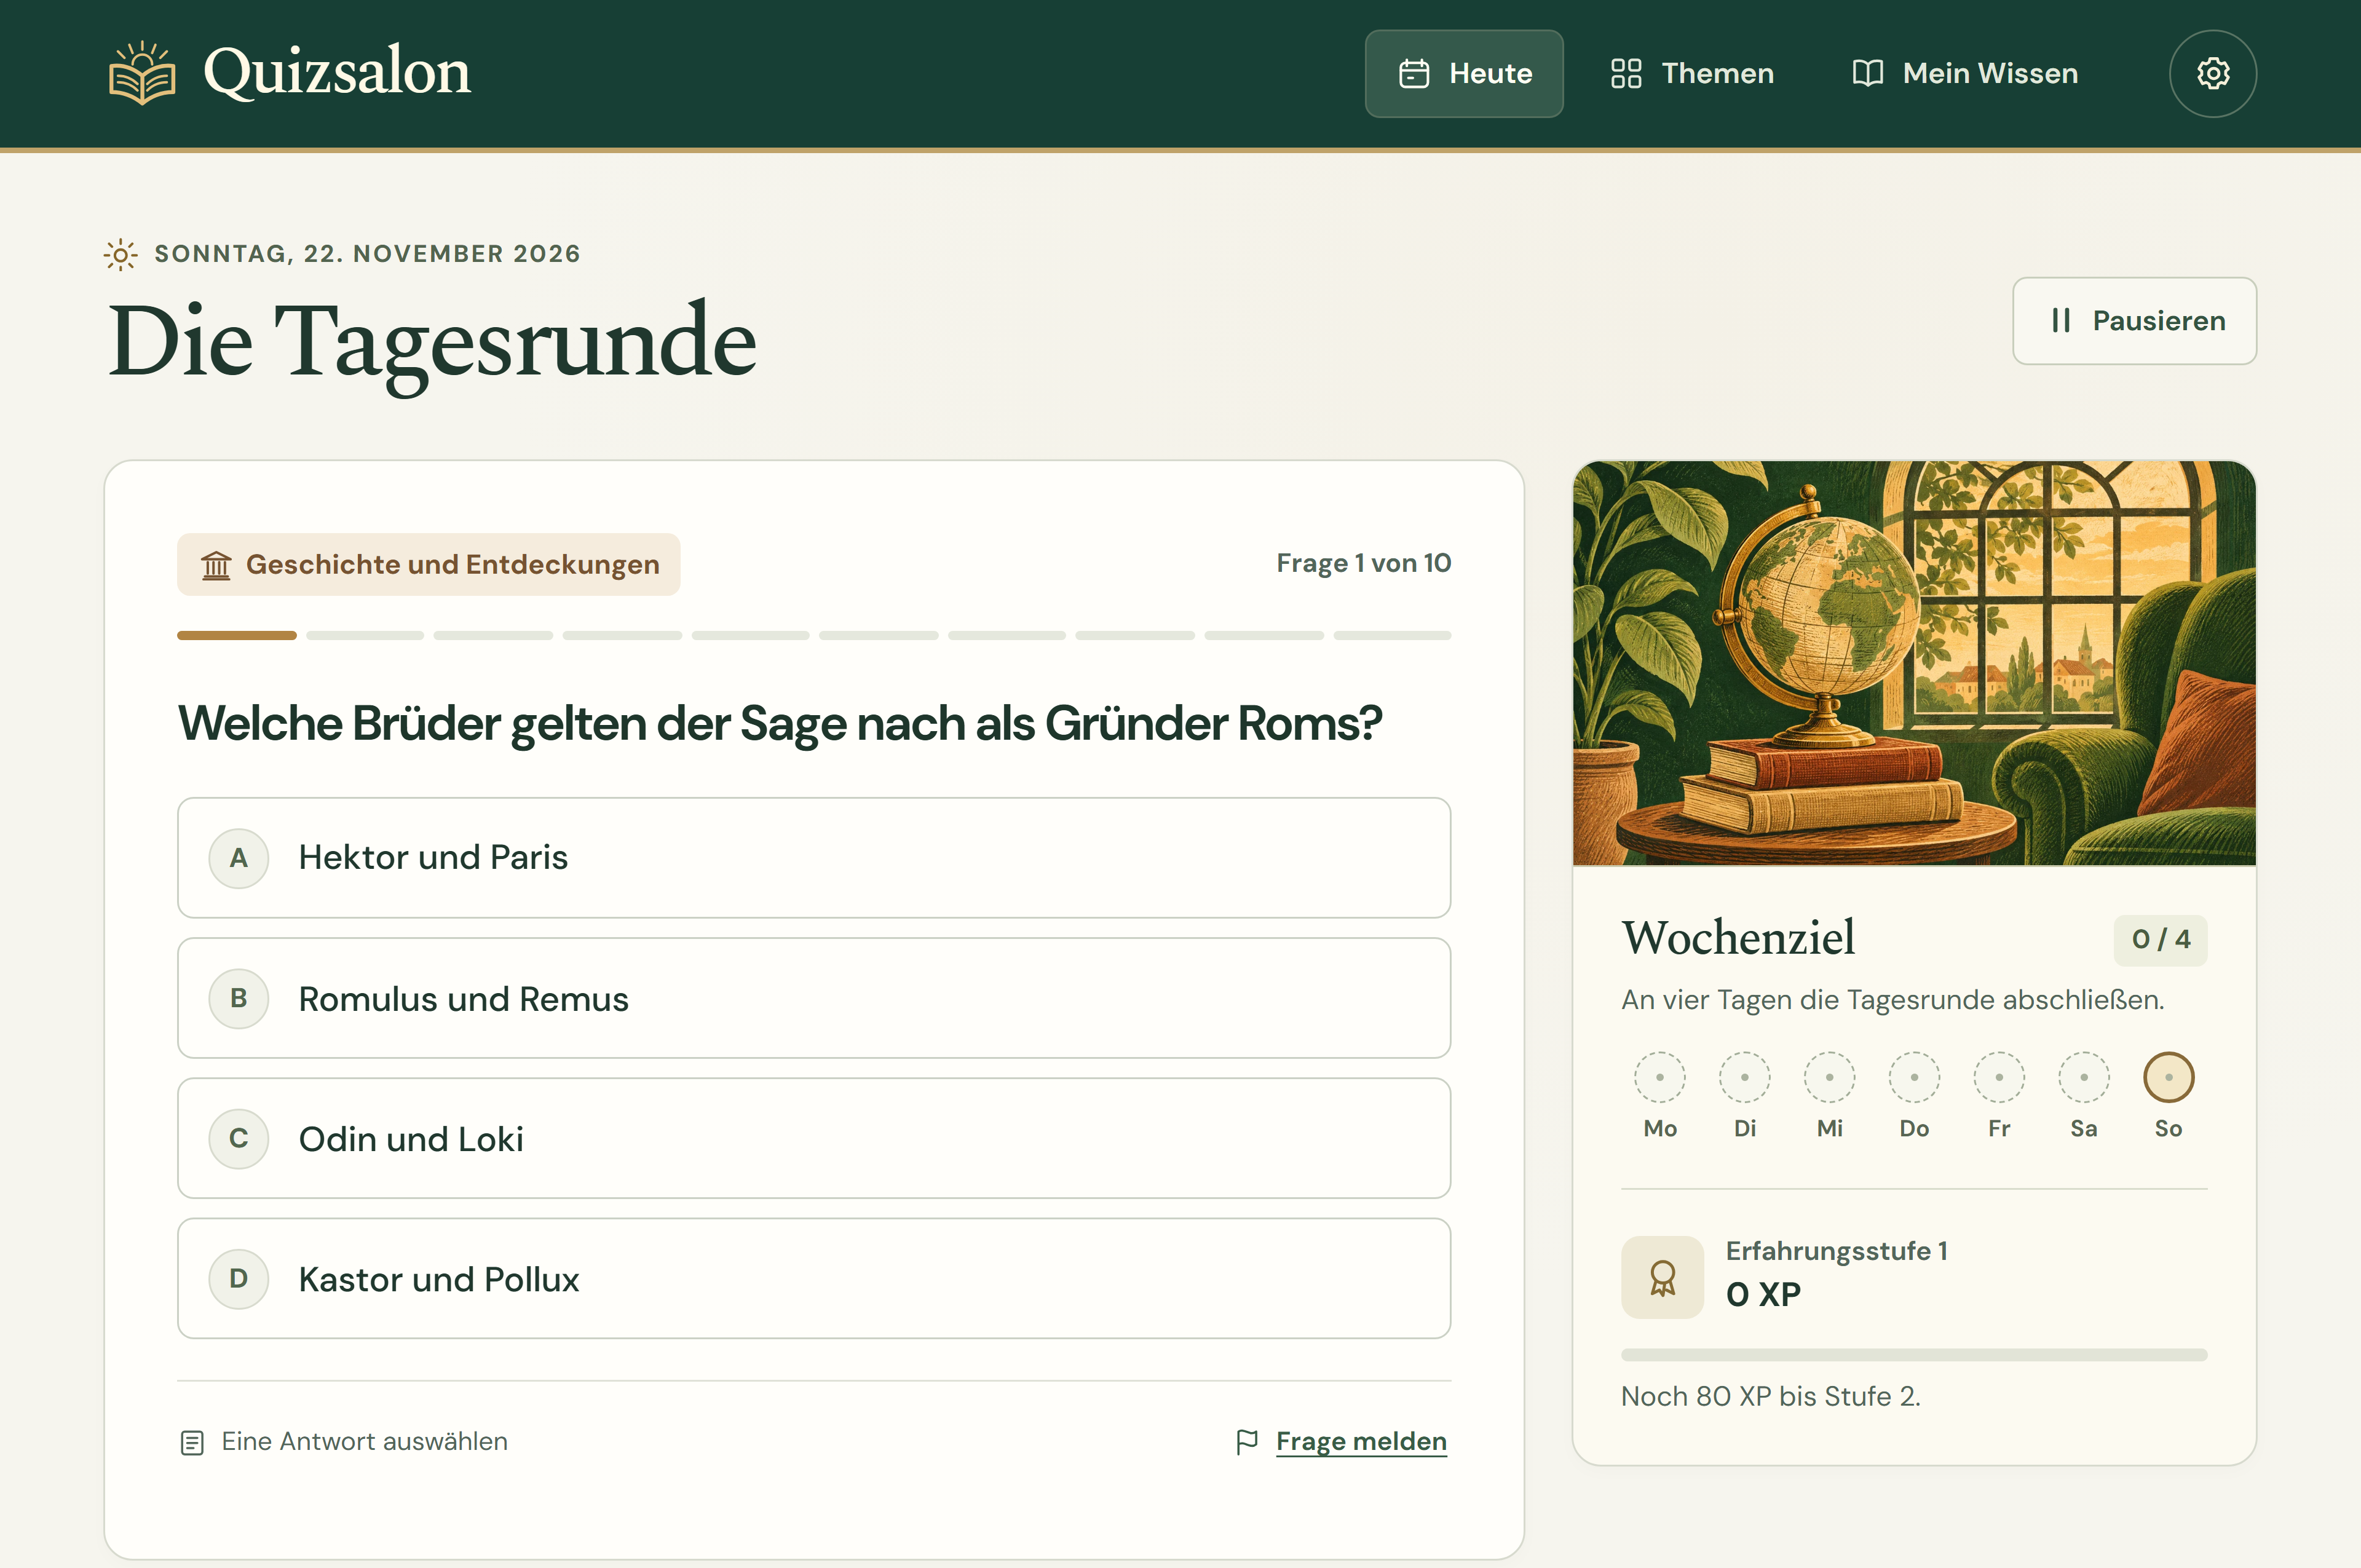 Quizsalon
Heute
Themen
Mein Wissen
SONNTAG, 22. NOVEMBER 2026
Die Tagesrunde
Pausieren
Geschichte und Entdeckungen
Frage 1 von 10
Welche Brüder gelten der Sage nach als Gründer Roms?
A Hektor und Paris
B Romulus und Remus
C Odin und Loki
D Kastor und Pollux
Eine Antwort auswählen
Frage melden
Wochenziel
0 / 4
An vier Tagen die Tagesrunde abschließen.
Mo Di Mi Do Fr Sa So
Erfahrungsstufe 1
0 XP
Noch 80 XP bis Stufe 2.